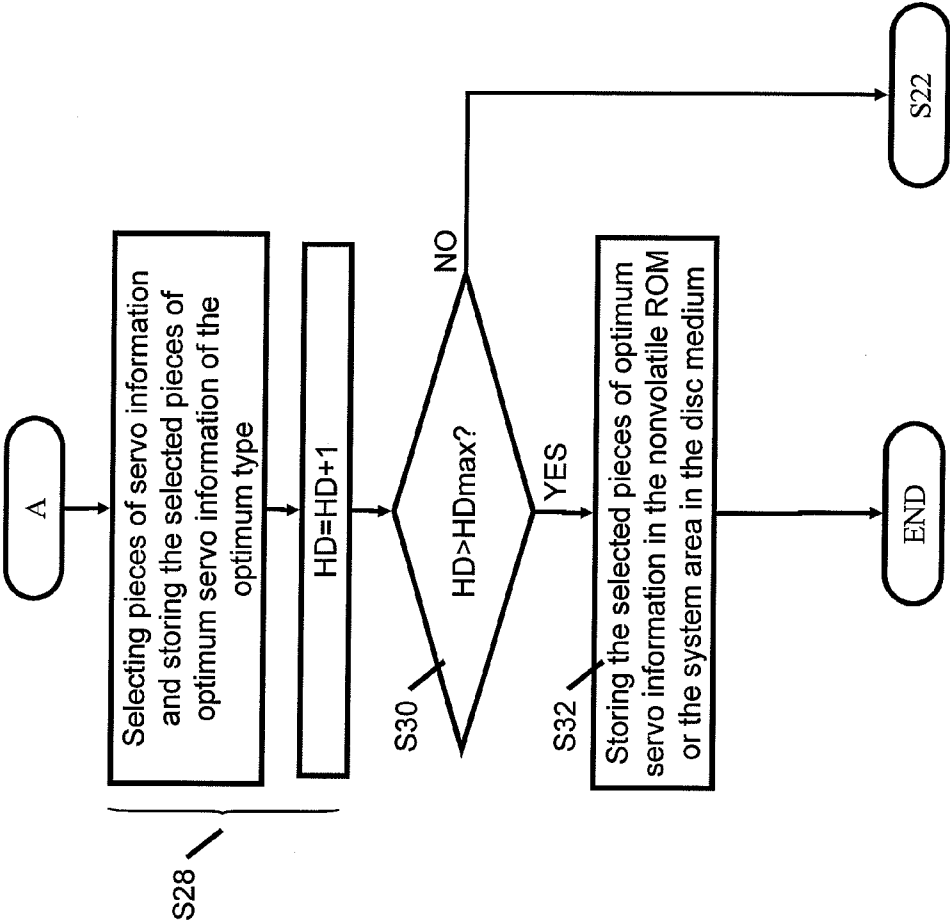 A
S28
Selecting pieces of servo information
and storing the selected pieces of
optimum servo information of the
optimum type
HD=HD+1
S30
HD>HDmax?
NO
YES
S32
Storing the selected pieces of optimum
servo information in the nonvolatile ROM
or the system area in the disc medium
END
S22